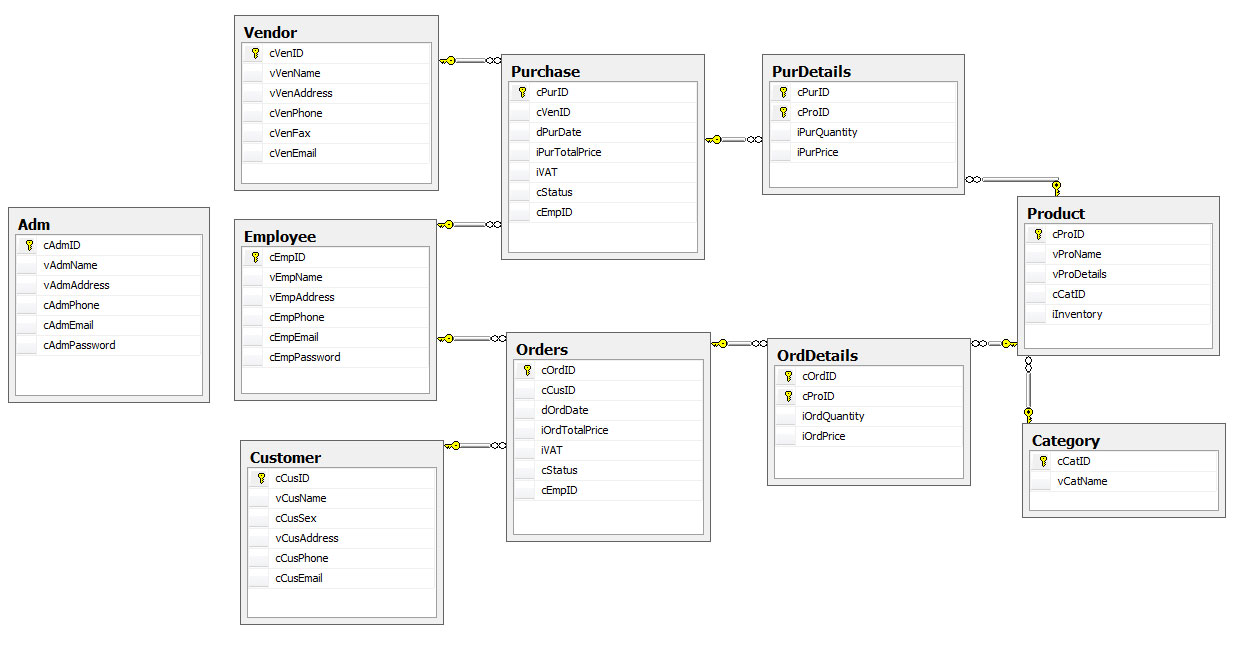 Vendor
cVenID
vVenName
vVenAddress
cVenPhone
cVenFax
cVenEmail
Purchase
cPurID
cVenID
dPurDate
iPurTotalPrice
iVAT
cStatus
cEmpID
PurDetails
cPurID
cProID
iPurQuantity
iPurPrice
Adm
cAdmID
vAdmName
vAdmAddress
cAdmPhone
cAdmEmail
cAdmPassword
Employee
cEmpID
vEmpName
vEmpAddress
cEmpPhone
cEmpEmail
cEmpPassword
Product
cProID
vProName
vProDetails
cCatID
iInventory
Orders
cOrdID
cCusID
dOrdDate
iOrdTotalPrice
iVAT
cStatus
cEmpID
OrdDetails
cOrdID
cProID
iOrdQuantity
iOrdPrice
Customer
cCusID
vCusName
cCusSex
vCusAddress
cCusPhone
cCusEmail
Category
cCatID
vCatName